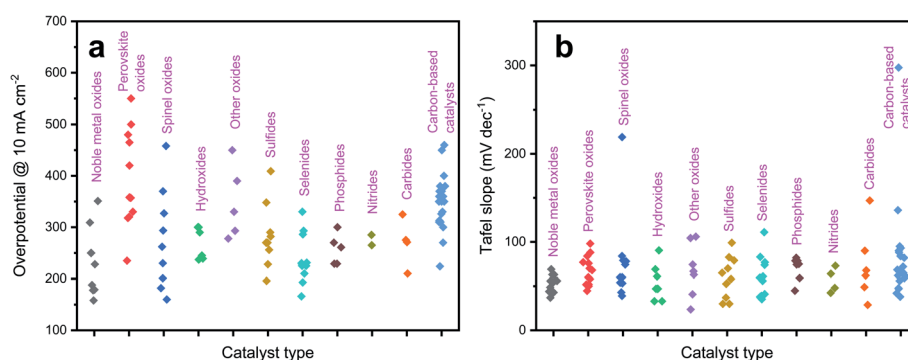 a
700
600
500
400
300
200
100
Overpotential @ 10 mA cm⁻²
Noble metal oxides
Perovskite
oxides
Spinel oxides
Hydroxides
Other oxides
Sulfides
Selenides
Phosphides
Nitrides
Carbides
Carbon-based
catalysts
Catalyst type
b
300
200
100
0
Tafel slope (mV dec⁻¹)
Noble metal oxides
Perovskite oxides
Spinel oxides
Hydroxides
Other oxides
Sulfides
Selenides
Phosphides
Nitrides
Carbides
Carbon-based
catalysts
Catalyst type